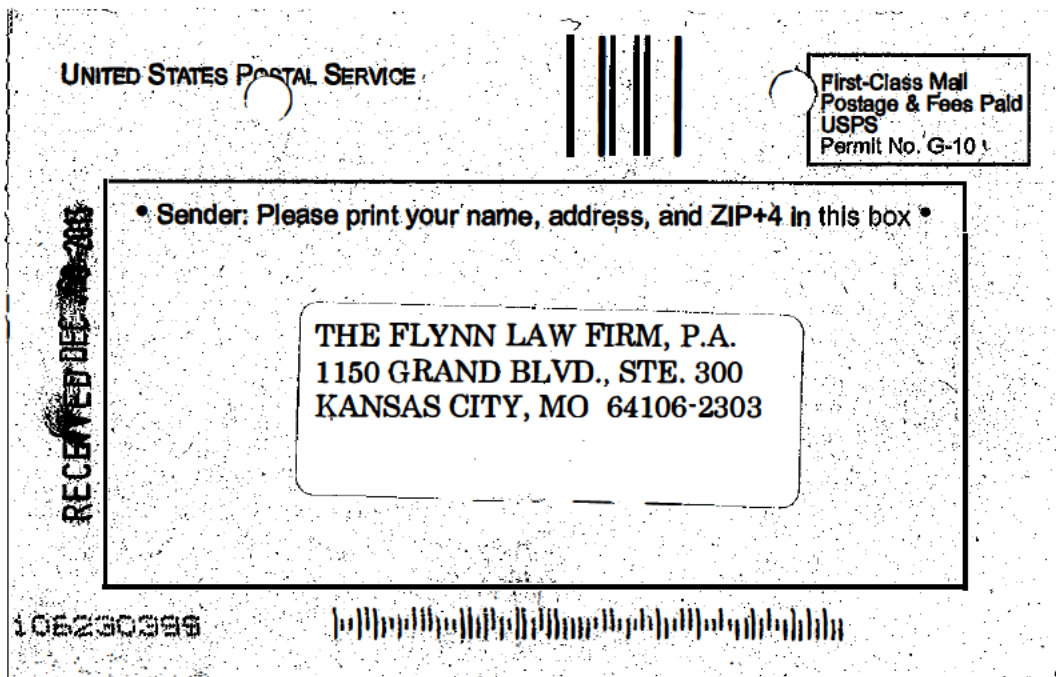 UNITED STATES POSTAL SERVICE
First-Class Mail
Postage & Fees Paid
USPS
Permit No. G-10
• Sender: Please print your name, address, and ZIP+4 in this box •
RECEIVED DEC
THE FLYNN LAW FIRM, P.A.
1150 GRAND BLVD., STE. 300
KANSAS CITY, MO 64106-2303